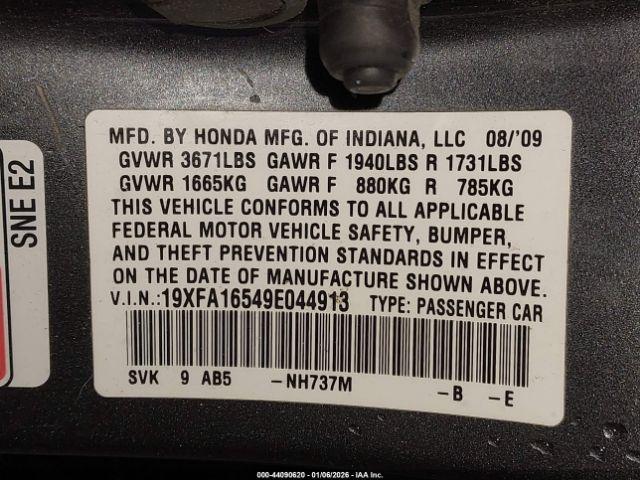 MFD. BY HONDA MFG. OF INDIANA, LLC 08/'09
GVWR 3671LBS GAWR F 1940LBS R 1731LBS
GVWR 1665KG GAWR F 880KG R 785KG
THIS VEHICLE CONFORMS TO ALL APPLICABLE
FEDERAL MOTOR VEHICLE SAFETY, BUMPER,
AND THEFT PREVENTION STANDARDS IN EFFECT
ON THE DATE OF MANUFACTURE SHOWN ABOVE.
V.I.N.:19XFA16549E044913 TYPE: PASSENGER CAR
SVK 9 AB5 -NH737M -B -E
SNE E2
000-44090620 01/06/2026 - IAA Inc.